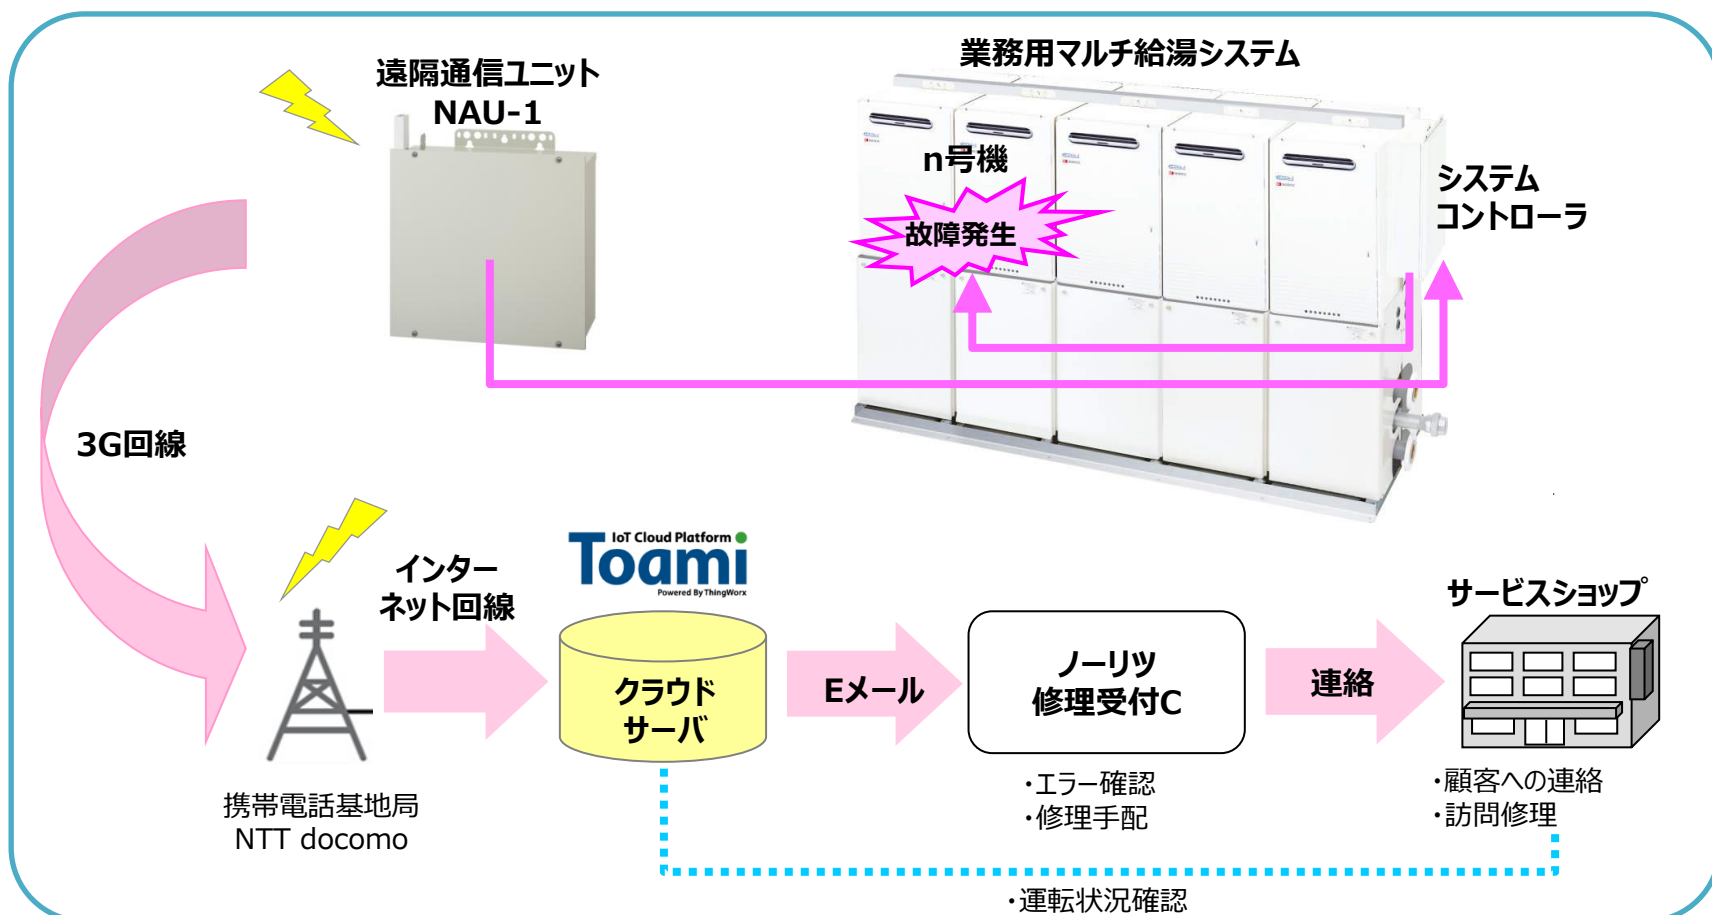 業務用マルチ給湯システム
遠隔通信ユニット
NAU-1
n号機
故障発生
システム
コントローラ
3G回線
インター
ネット回線
IoT Cloud Platform
Toami
Powered By ThingWorx
クラウド
サーバ
Eメール
ノーリツ
修理受付C
連絡
サービスショップ
携帯電話基地局
NTT docomo
・エラー確認
・修理手配
・顧客への連絡
・訪問修理
・運転状況確認